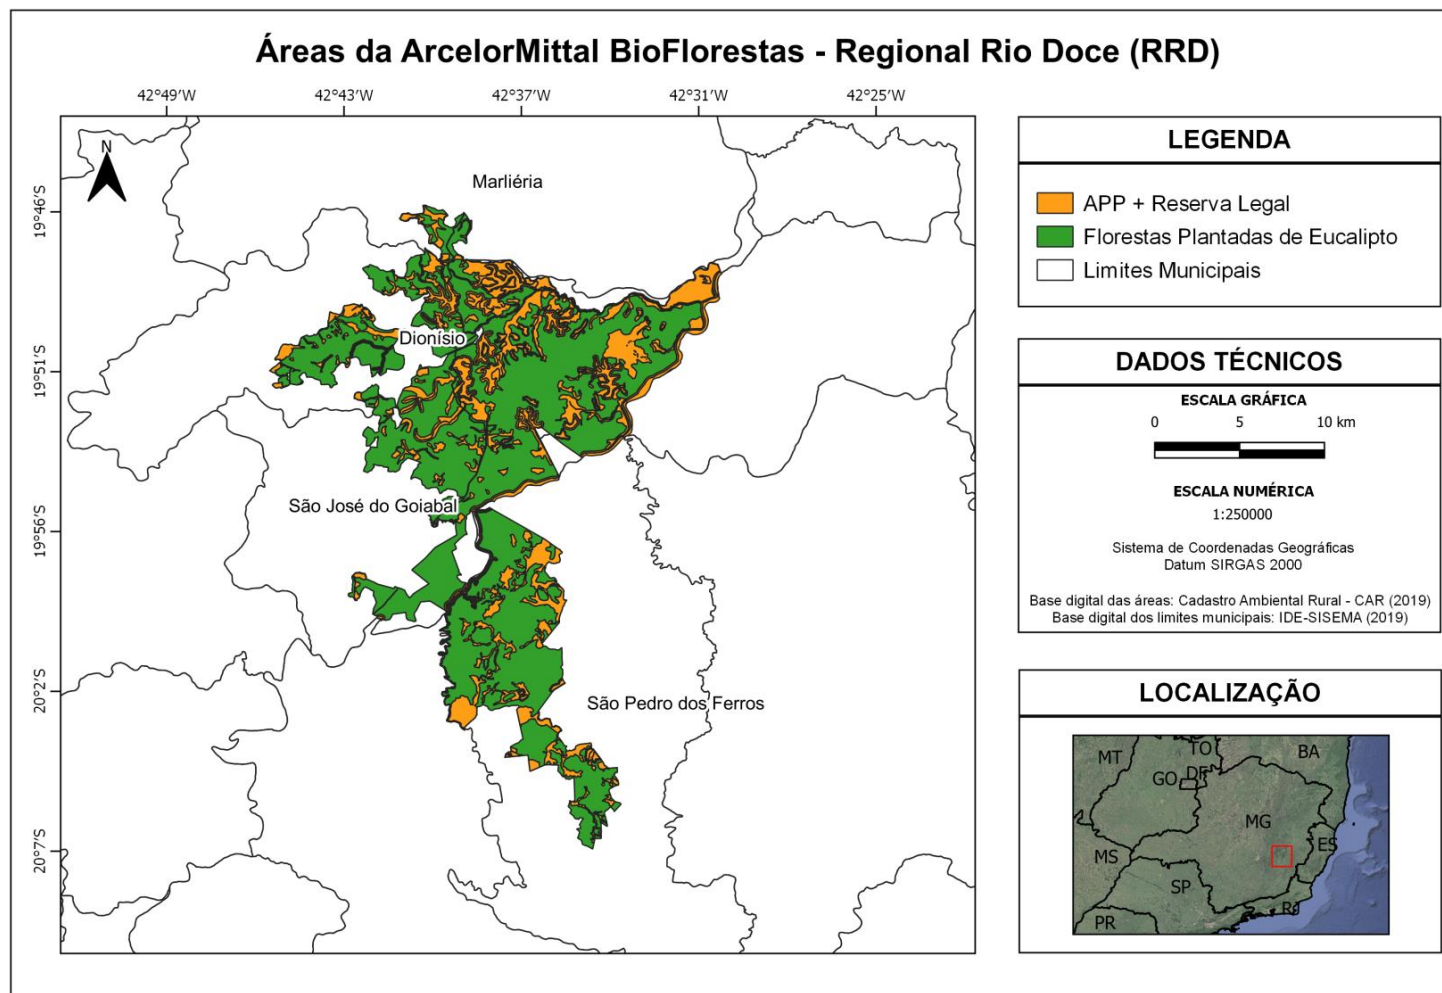 Áreas da ArcelorMittal BioFlorestas - Regional Rio Doce (RRD)
42°49'W 42°43'W 42°37'W 42°31'W 42°25'W
N
19°46'S
19°51'S
19°56'S
20°2'S
20°7'S
Marliéria
Dionísio
São José do Goiabal
São Pedro dos Ferros
LEGENDA
APP + Reserva Legal
Florestas Plantadas de Eucalipto
Limites Municipais
DADOS TÉCNICOS
ESCALA GRÁFICA
0 5 10 km
ESCALA NUMÉRICA
1:250000
Sistema de Coordenadas Geográficas
Datum SIRGAS 2000
Base digital das áreas: Cadastro Ambiental Rural - CAR (2019)
Base digital dos limites municipais: IDE-SISEMA (2019)
LOCALIZAÇÃO
MT TO BA
GO DF
MG
MS ES
SP
PR RJ